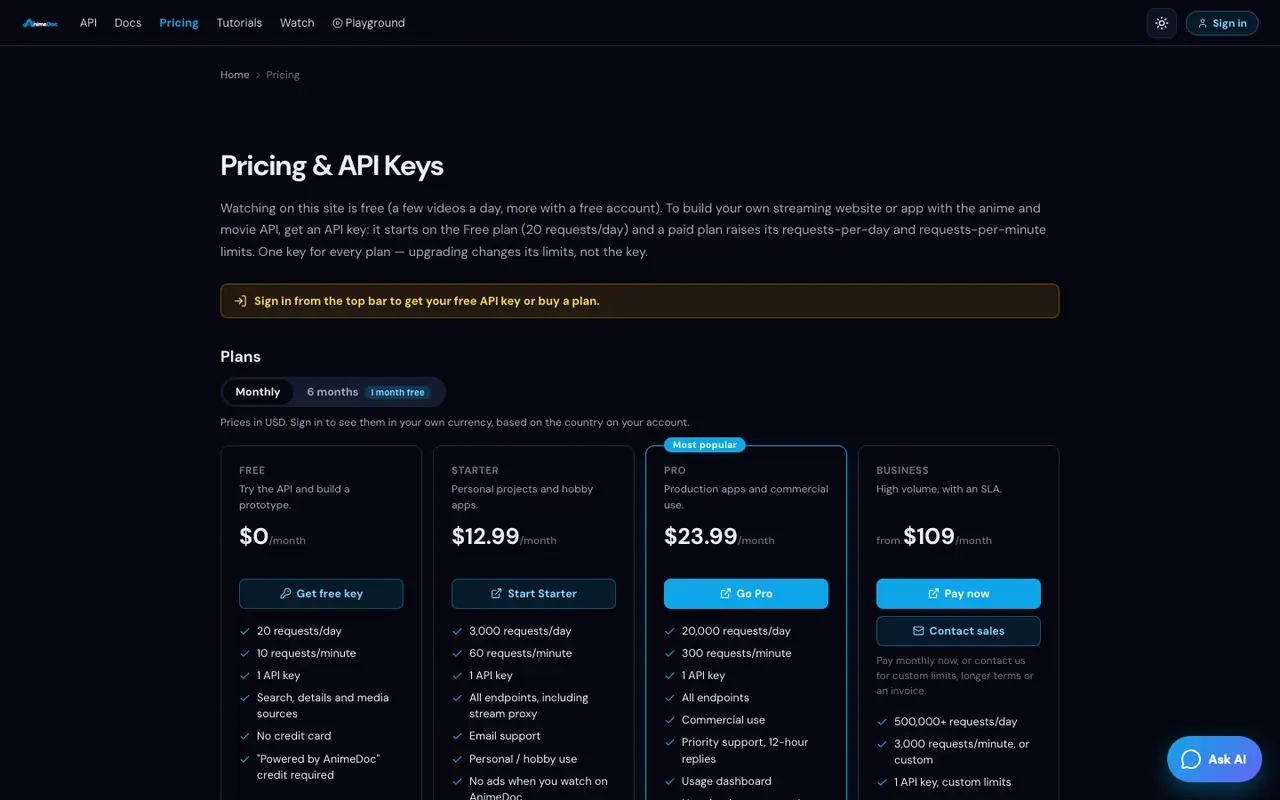 AnimeDoc
API
Docs
Pricing
Tutorials
Watch
Playground
Sign in
Home > Pricing
Pricing & API Keys
Watching on this site is free (a few videos a day, more with a free account). To build your own streaming website or app with the anime and
movie API, get an API key: it starts on the Free plan (20 requests/day) and a paid plan raises its requests-per-day and requests-per-minute
limits. One key for every plan — upgrading changes its limits, not the key.
Sign in from the top bar to get your free API key or buy a plan.
Plans
Monthly
6 months
1 month free
Prices in USD. Sign in to see them in your own currency, based on the country on your account.
FREE
Try the API and build a
prototype.
$0/month
Get free key
20 requests/day
10 requests/minute
1 API key
Search, details and media
sources
No credit card
"Powered by AnimeDoc"
credit required
STARTER
Personal projects and hobby
apps.
$12.99/month
Start Starter
3,000 requests/day
60 requests/minute
1 API key
All endpoints, including
stream proxy
Email support
Personal / hobby use
No ads when you watch on
AnimeDoc
Most popular
PRO
Production apps and commercial
use.
$23.99/month
Go Pro
20,000 requests/day
300 requests/minute
1 API key
All endpoints
Commercial use
Priority support, 12-hour
replies
Usage dashboard
BUSINESS
High volume, with an SLA.
from $109/month
Pay now
Contact sales
Pay monthly now, or contact us
for custom limits, longer terms or
an invoice.
500,000+ requests/day
3,000 requests/minute, or
custom
1 API key, custom limits
Ask AI